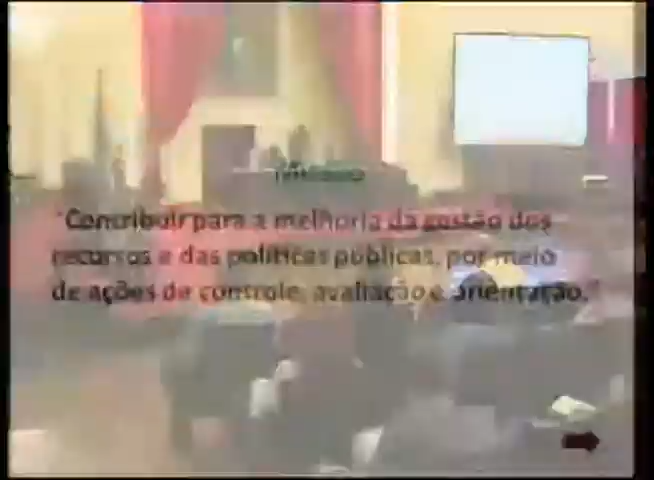 "Contribuir para a melhoria da gestão dos
recursos e das políticas públicas, por meio
de ações de controle, avaliação e orientação."